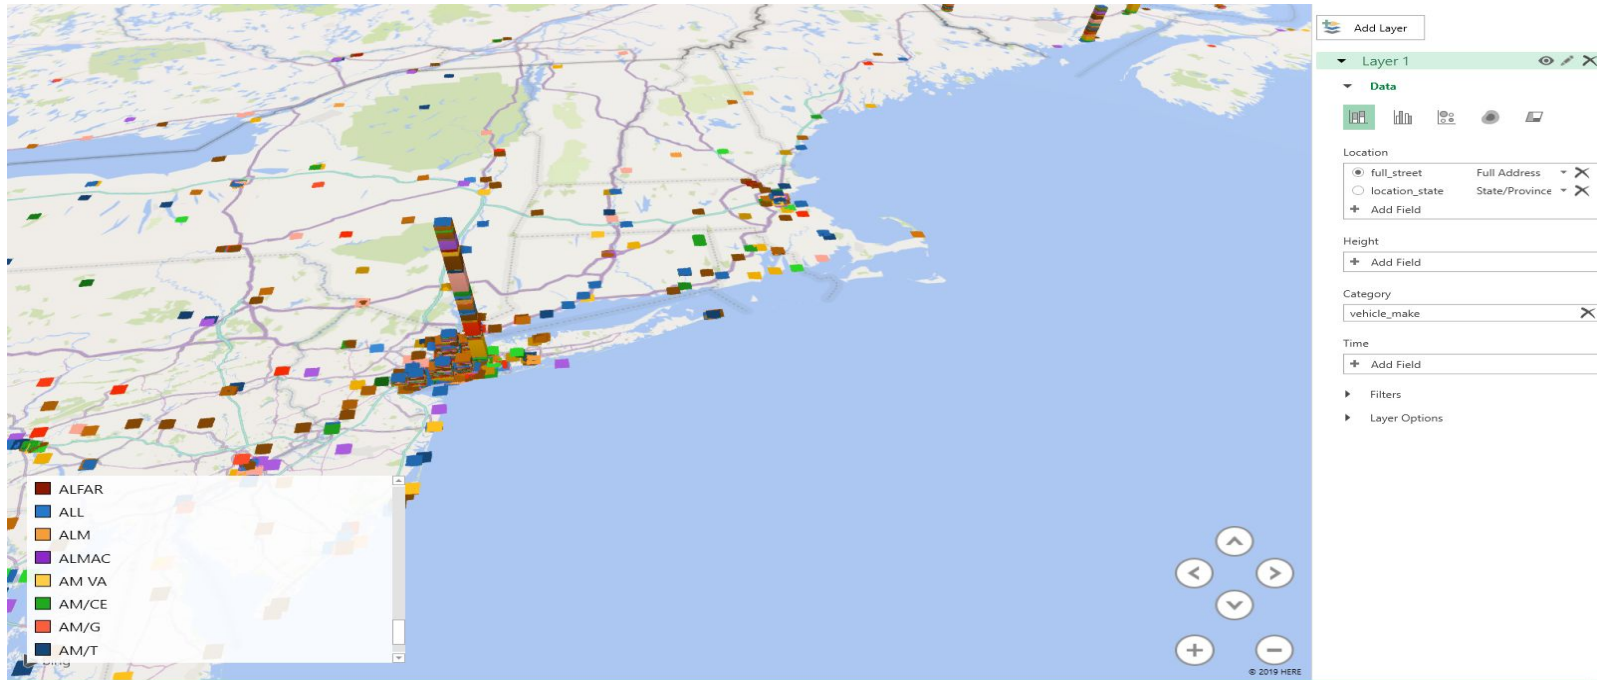 Add Layer
Layer 1
Data
Location
full_street Full Address
location_state State/Province
+ Add Field
Height
+ Add Field
Category
vehicle_make
Time
+ Add Field
Filters
Layer Options
ALFAR
ALL
ALM
ALMAC
AM VA
AM/CE
AM/G
AM/T
© 2019 HERE